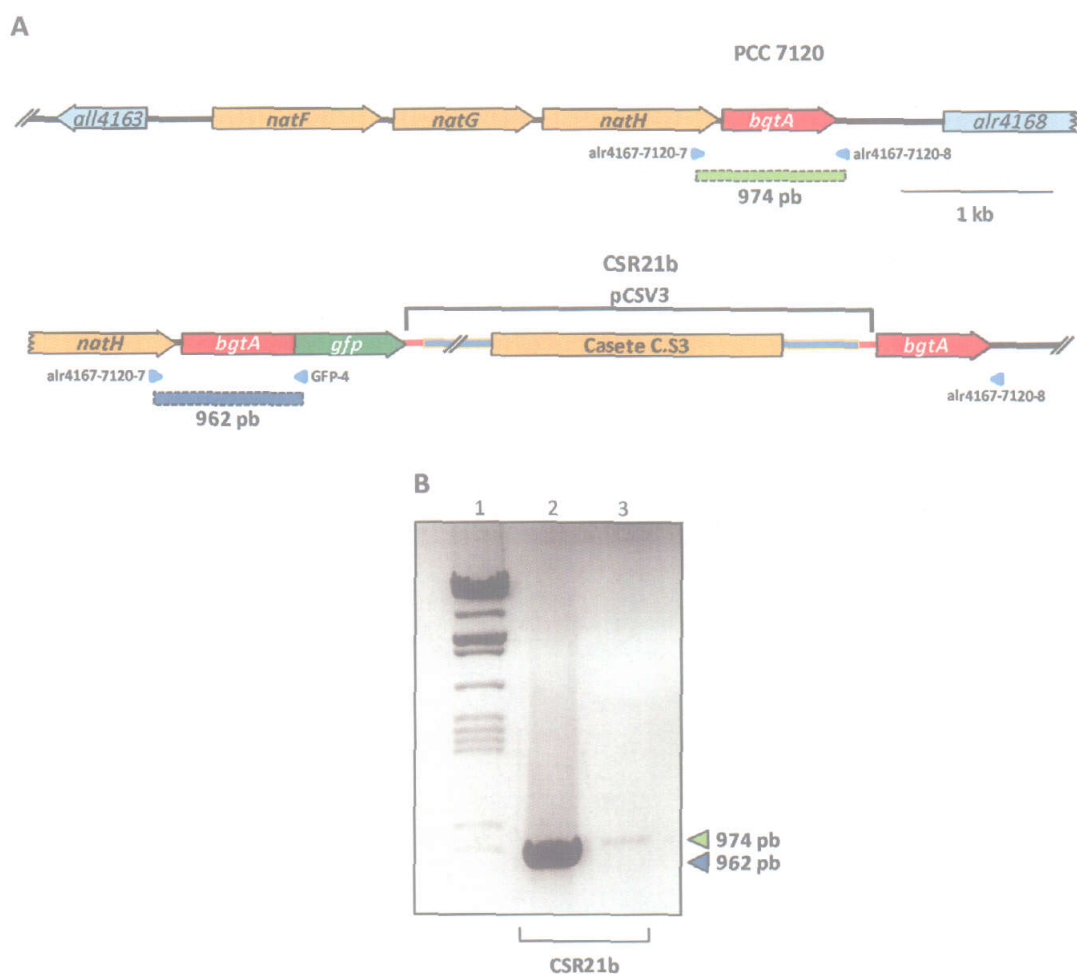 A
PCC 7120
all4163 natF natG natH bgtA alr4168
alr4167-7120-7 alr4167-7120-8
974 pb
1 kb
CSR21b
pCSV3
natH bgtA gfp Casete C.S3 bgtA
alr4167-7120-7 GFP-4 alr4167-7120-8
962 pb
B
1 2 3
974 pb
962 pb
CSR21b